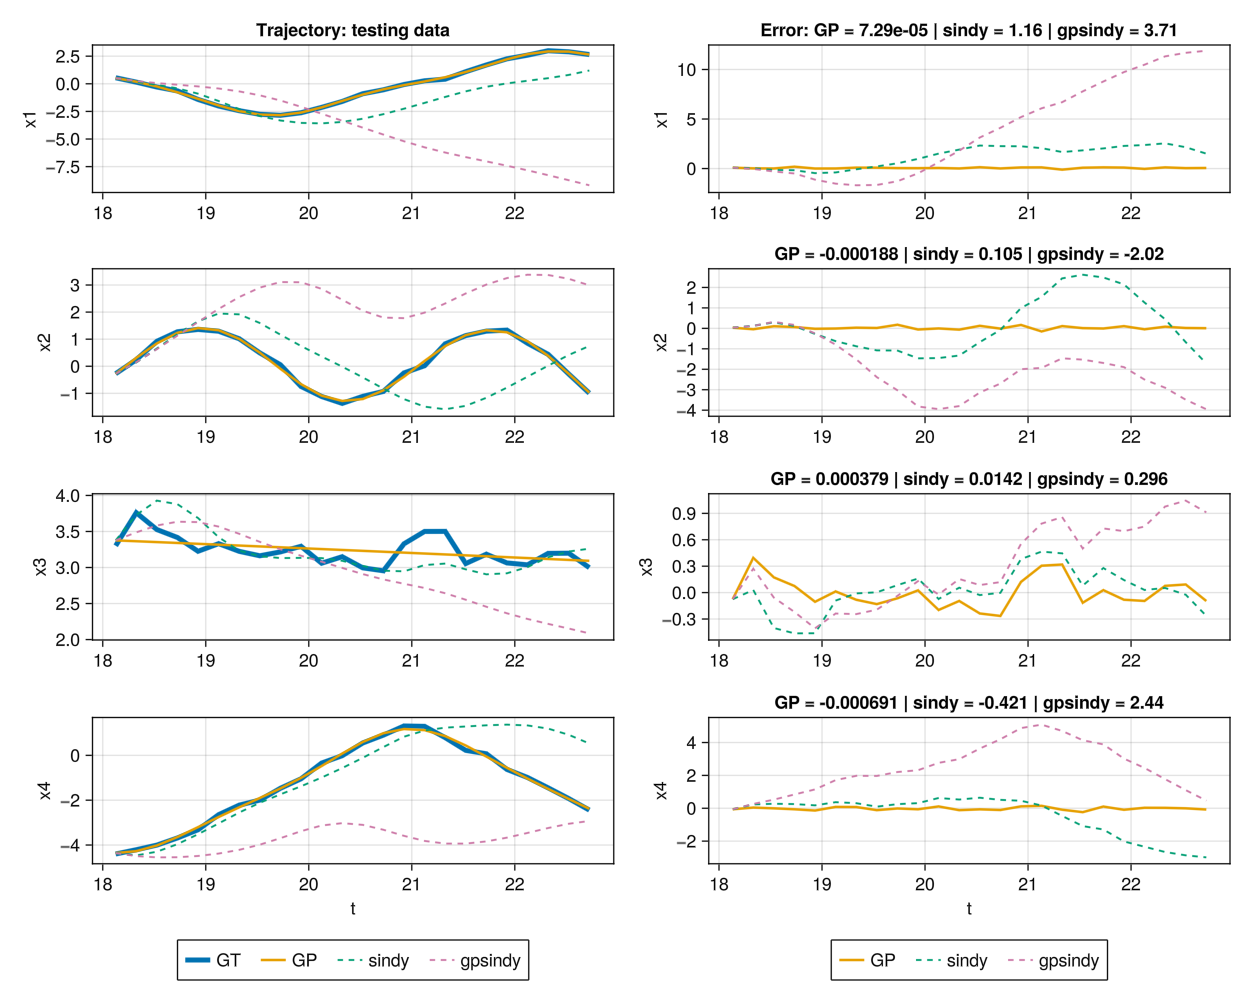 Trajectory: testing data
Error: GP = 7.29e-05 | sindy = 1.16 | gpsindy = 3.71
x1
2.5
0.0
−2.5
−5.0
−7.5
18 19 20 21 22
x1
10
5
0
18 19 20 21 22
GP = -0.000188 | sindy = 0.105 | gpsindy = -2.02
x2
3
2
1
0
−1
18 19 20 21 22
x2
2
1
0
−1
−2
−3
−4
18 19 20 21 22
GP = 0.000379 | sindy = 0.0142 | gpsindy = 0.296
x3
4.0
3.5
3.0
2.5
2.0
18 19 20 21 22
x3
0.9
0.6
0.3
0.0
−0.3
18 19 20 21 22
GP = -0.000691 | sindy = -0.421 | gpsindy = 2.44
x4
0
−2
−4
18 19 20 21 22
t
x4
4
2
0
−2
18 19 20 21 22
t
GT GP sindy gpsindy
GP sindy gpsindy